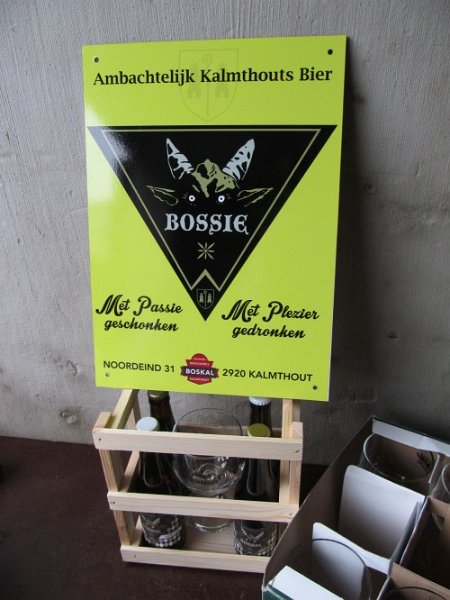 Ambachtelijk Kalmthouts Bier
BOSSIE
Met Passie
geschonken
Met Plezier
gedronken
NOORDEIND 31
BOSKAL
2920 KALMTHOUT